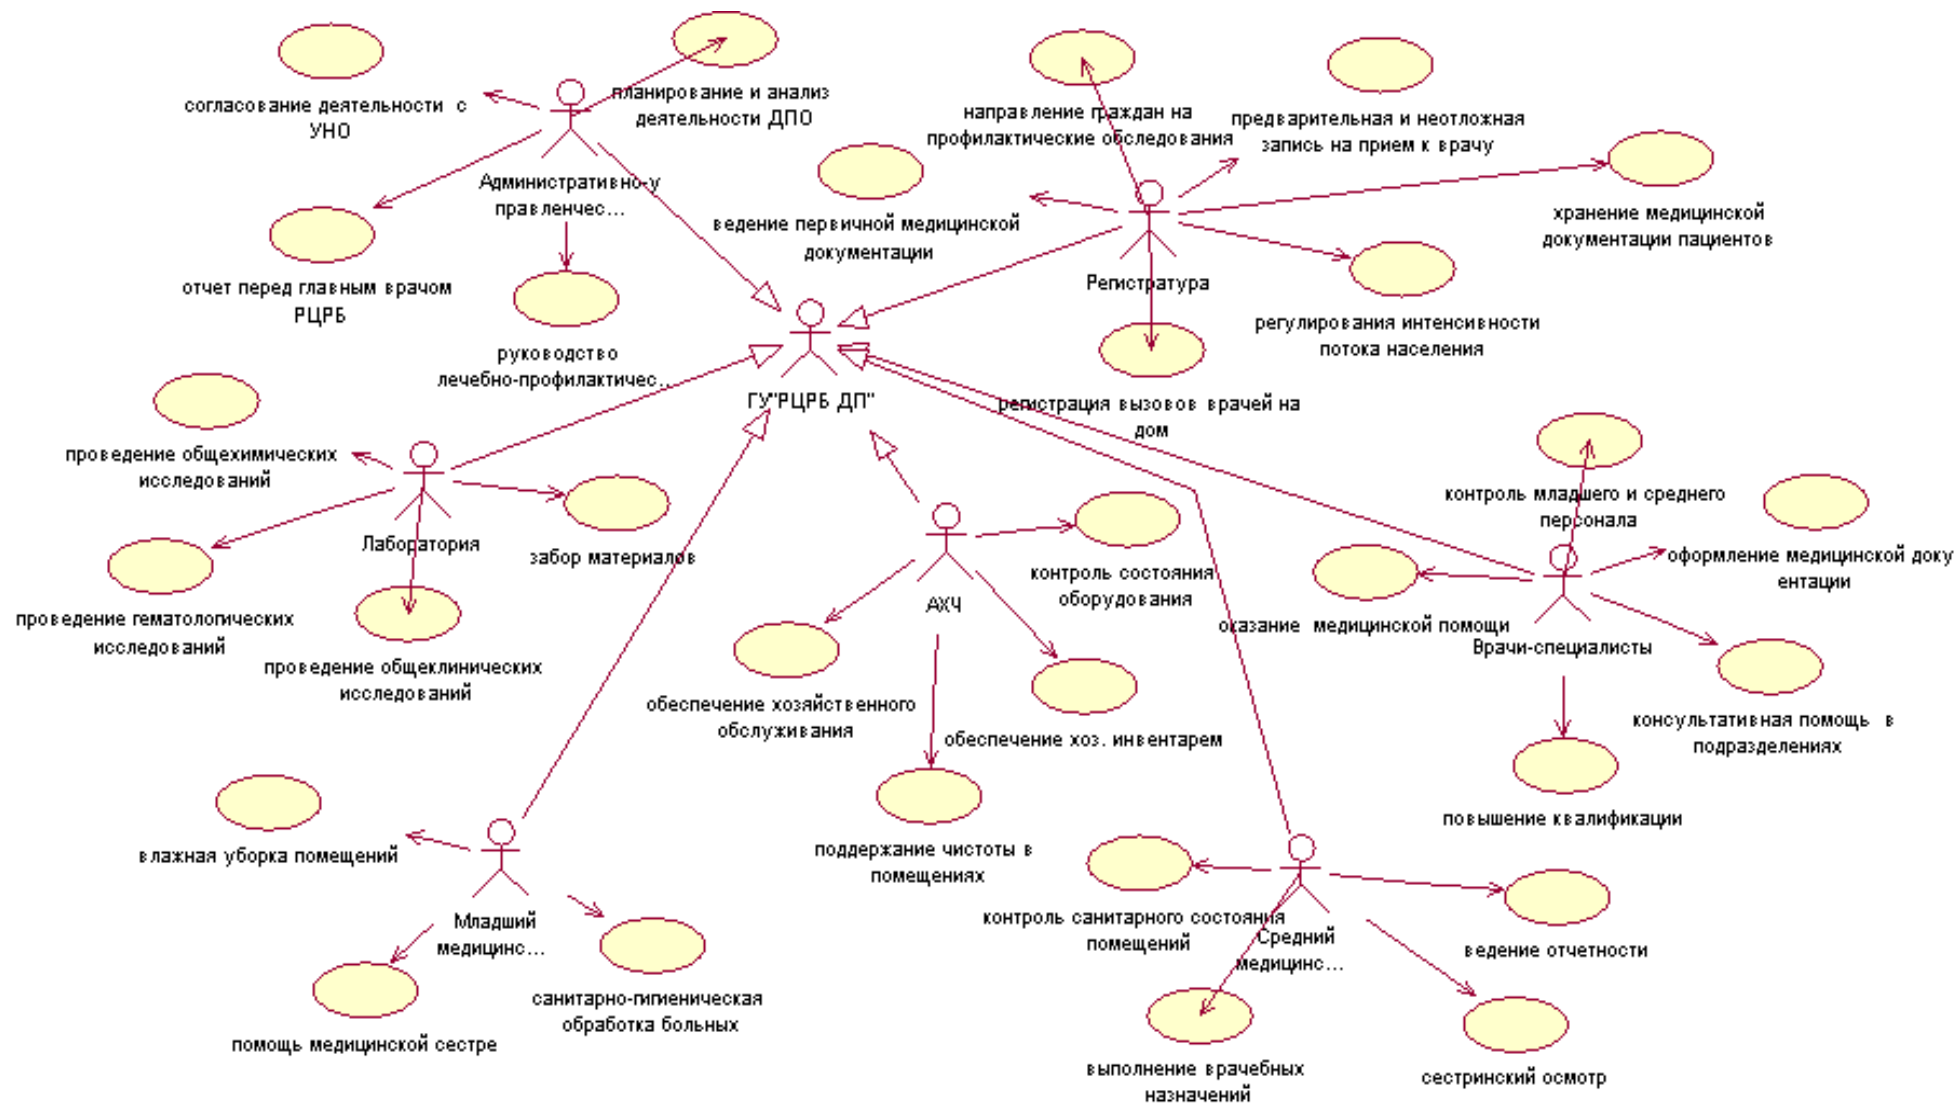 согласование деятельности с
УНО
планирование и анализ
деятельности ДПО
направление граждан на
профилактические обследования
предварительная и неотложная
запись на прием к врачу
Административно-у
правленчес...
ведение первичной медицинской
документации
хранение медицинской
документации пациентов
отчет перед главным врачом
РЦРБ
Регистратура
регулирования интенсивности
потока населения
руководство
лечебно-профилактичес...
ГУ"РЦРБ ДП"
регистрация вызовов врачей на
дом
проведение общехимических
исследований
Лаборатория
забор материалов
контроль младшего и среднего
персонала
оформление медицинской доку
ентации
контроль состояния
оборудования
АХЧ
проведение гематологических
исследований
оказание медицинской помощи
Врачи-специалисты
проведение общеклинических
исследований
обеспечение хозяйственного
обслуживания
обеспечение хоз. инвентарем
консультативная помощь в
подразделениях
повышение квалификации
влажная уборка помещений
поддержание чистоты в
помещениях
Младший
медицинс...
контроль санитарного состояния
помещений
Средний
медицинс...
ведение отчетности
санитарно-гигиеническая
обработка больных
помощь медицинской сестре
выполнение врачебных
назначений
сестринский осмотр